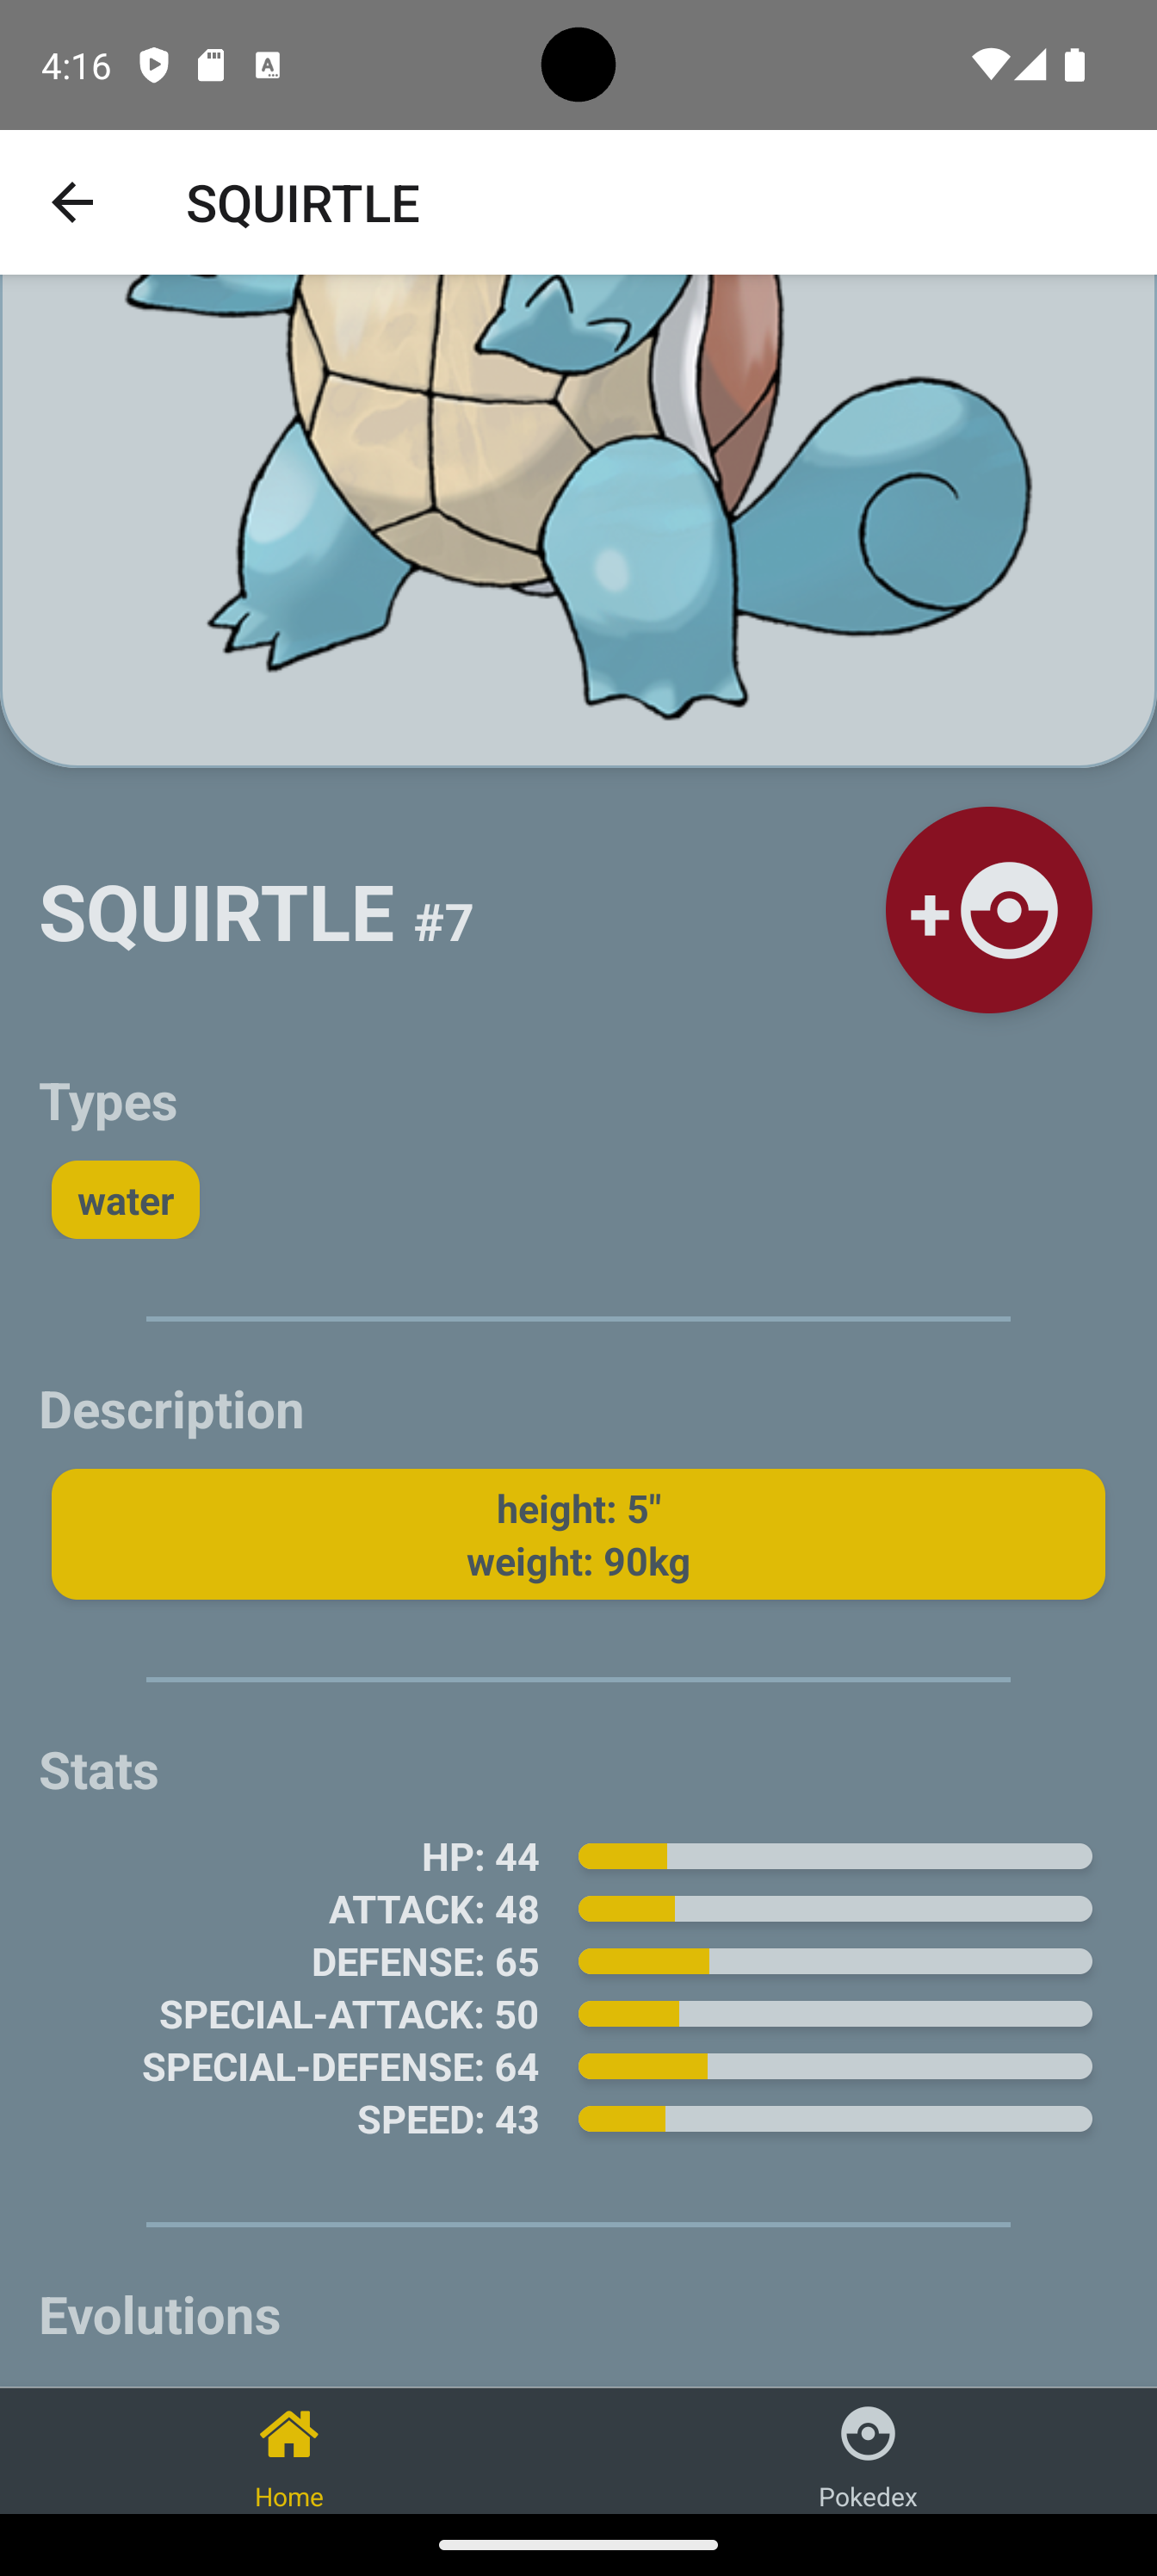 4:16
SQUIRTLE
SQUIRTLE #7
Types
water
Description
height: 5"
weight: 90kg
Stats
HP: 44
ATTACK: 48
DEFENSE: 65
SPECIAL-ATTACK: 50
SPECIAL-DEFENSE: 64
SPEED: 43
Evolutions
Home
Pokedex